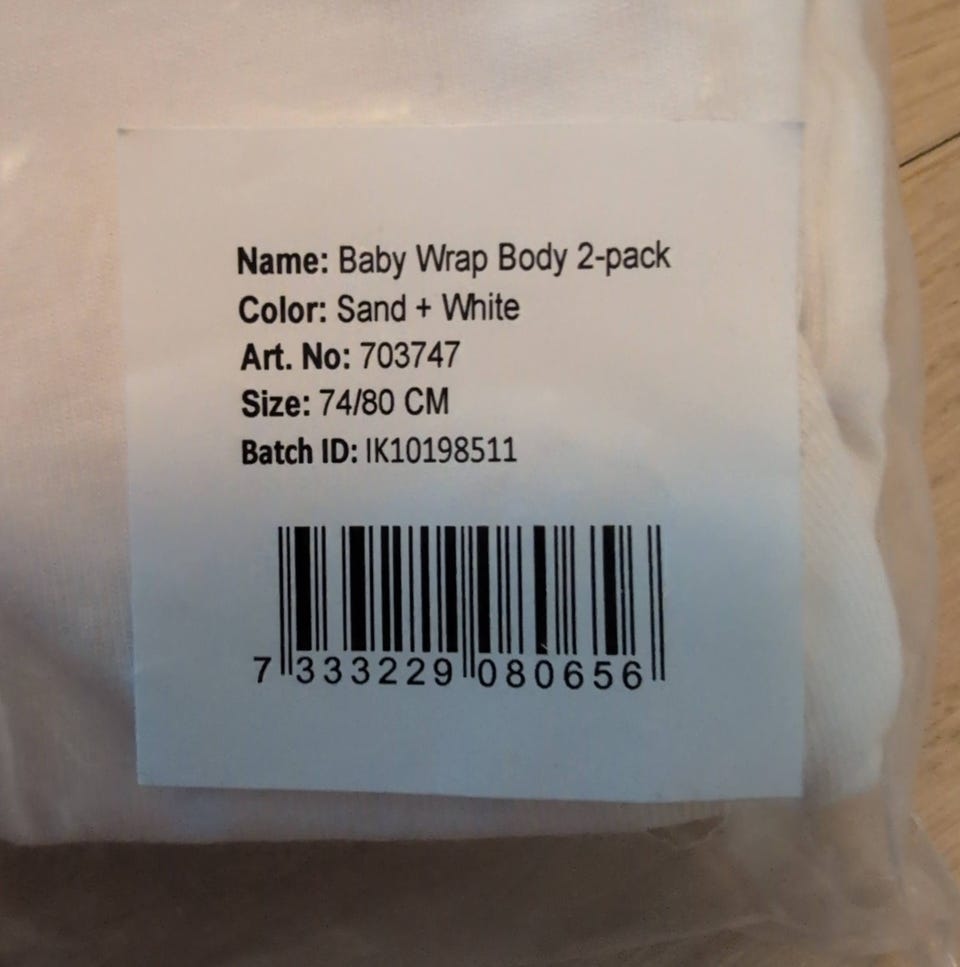 Name: Baby Wrap Body 2-pack
Color: Sand + White
Art. No: 703747
Size: 74/80 CM
Batch ID: IK10198511
7 333229 080656